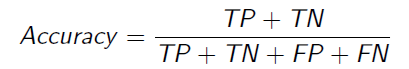 Accuracy = TP + TN / TP + TN + FP + FN